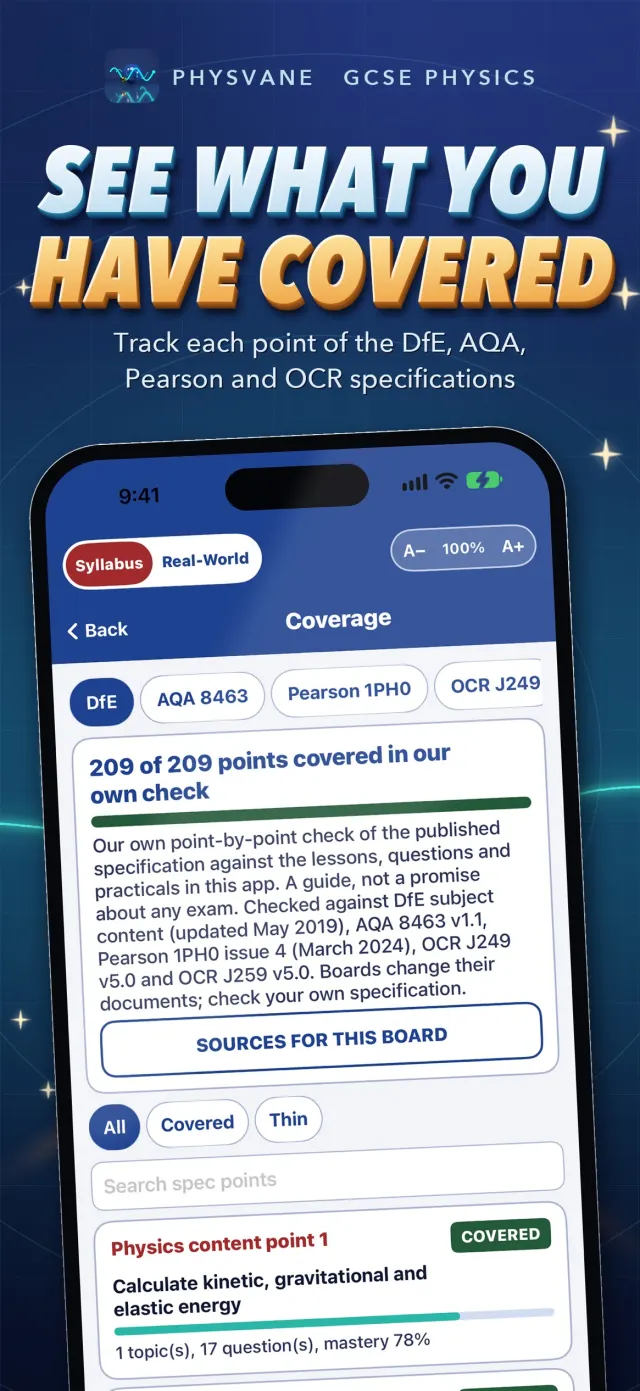 PHYSVANE GCSE PHYSICS
SEE WHAT YOU
HAVE COVERED
Track each point of the DfE, AQA,
Pearson and OCR specifications
9:41
Syllabus Real-World
A− 100% A+
Back Coverage
DfE AQA 8463 Pearson 1PH0 OCR J249
209 of 209 points covered in our
own check
Our own point-by-point check of the published
specification against the lessons, questions and
practicals in this app. A guide, not a promise
about any exam. Checked against DfE subject
content (updated May 2019), AQA 8463 v1.1,
Pearson 1PH0 issue 4 (March 2024), OCR J249
v5.0 and OCR J259 v5.0. Boards change their
documents; check your own specification.
SOURCES FOR THIS BOARD
All Covered Thin
Search spec points
Physics content point 1 COVERED
Calculate kinetic, gravitational and
elastic energy
1 topic(s), 17 question(s), mastery 78%